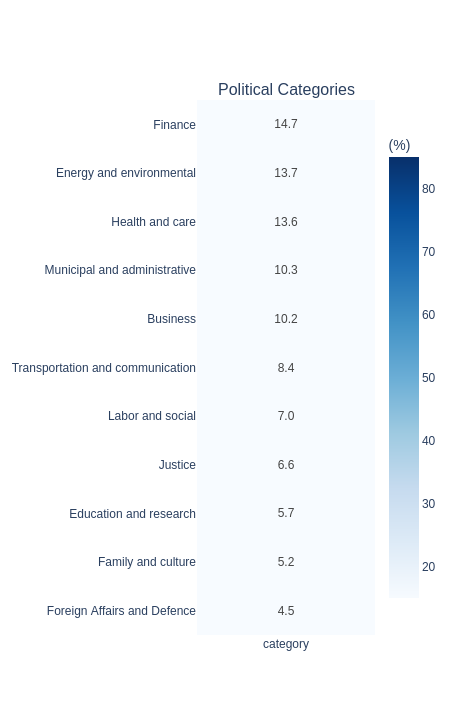 Political Categories
(%)
Finance 14.7
Energy and environmental 13.7
Health and care 13.6
Municipal and administrative 10.3
Business 10.2
Transportation and communication 8.4
Labor and social 7.0
Justice 6.6
Education and research 5.7
Family and culture 5.2
Foreign Affairs and Defence 4.5
category
80
70
60
50
40
30
20